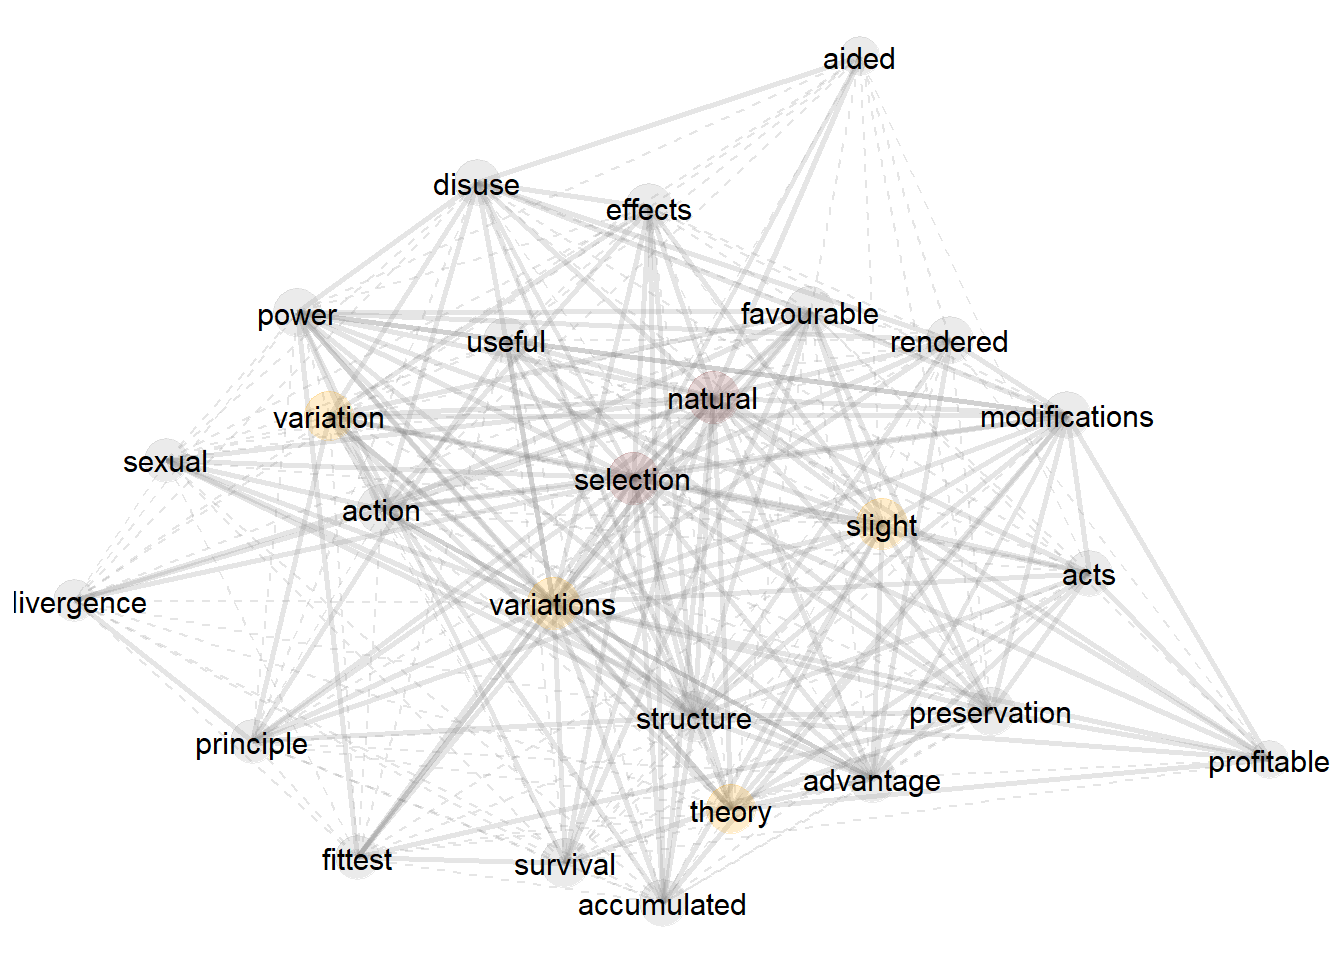 aided
disuse
effects
power
favourable
useful
rendered
natural
variation
modifications
sexual
selection
action
slight
acts
livergence
variations
structure
preservation
principle
profitable
advantage
theory
fittest
survival
accumulated